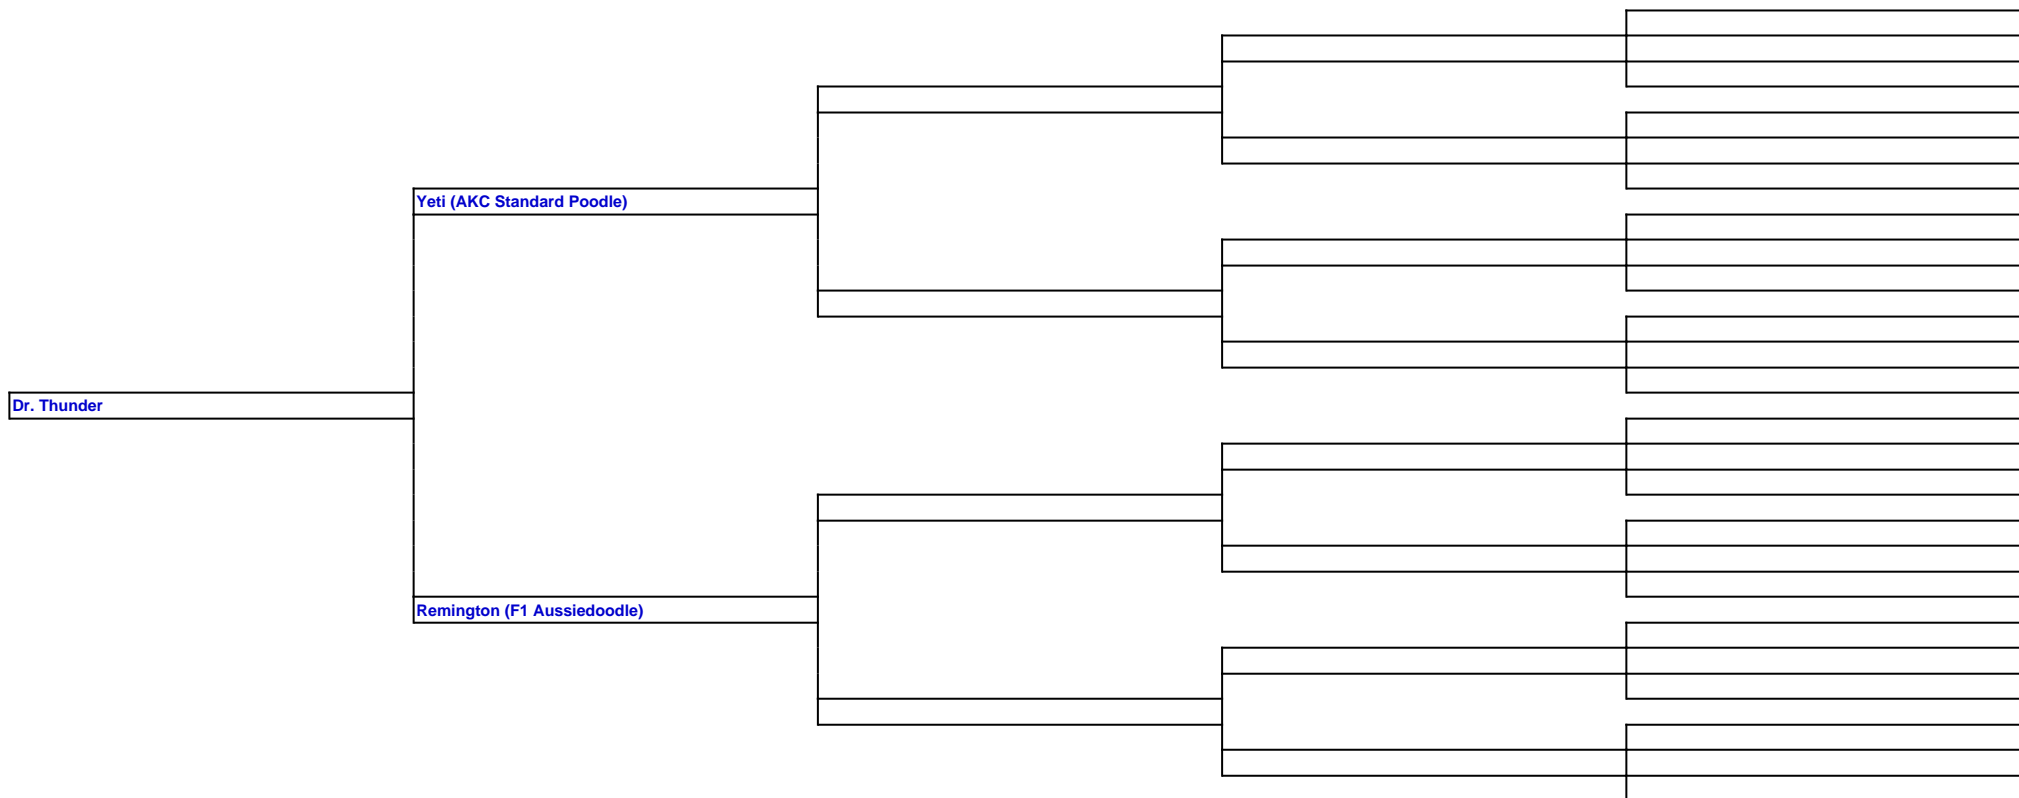 Yeti (AKC Standard Poodle)
Dr. Thunder
Remington (F1 Aussiedoodle)